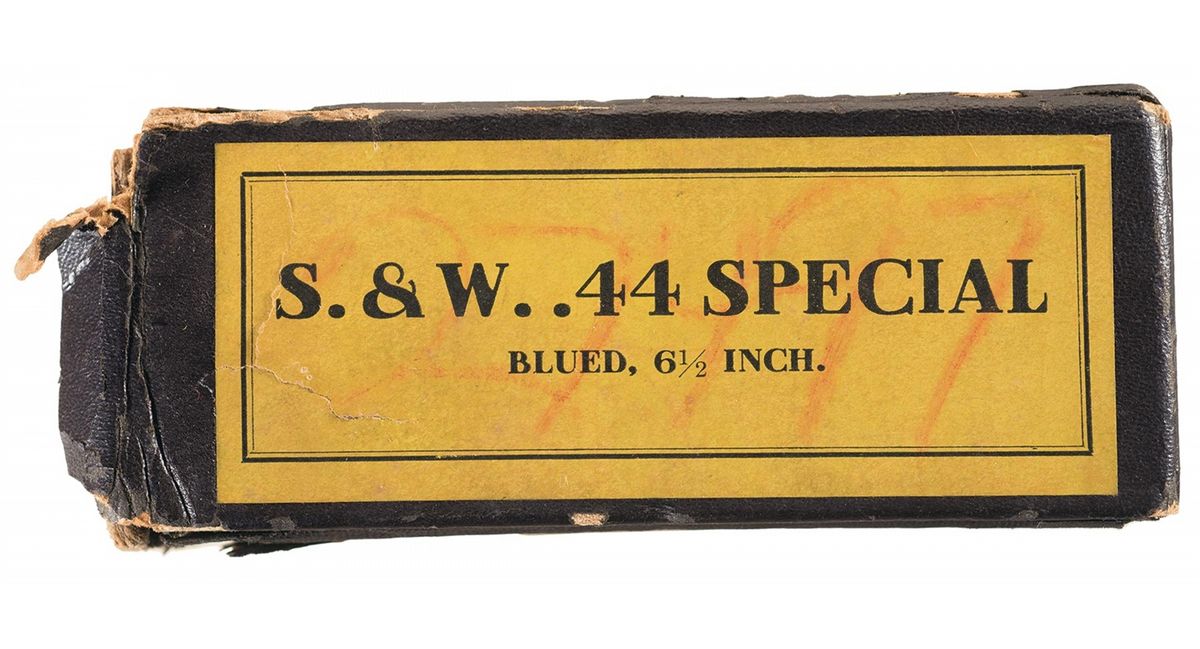 S. & W. .44 SPECIAL
BLUED, 6½ INCH.